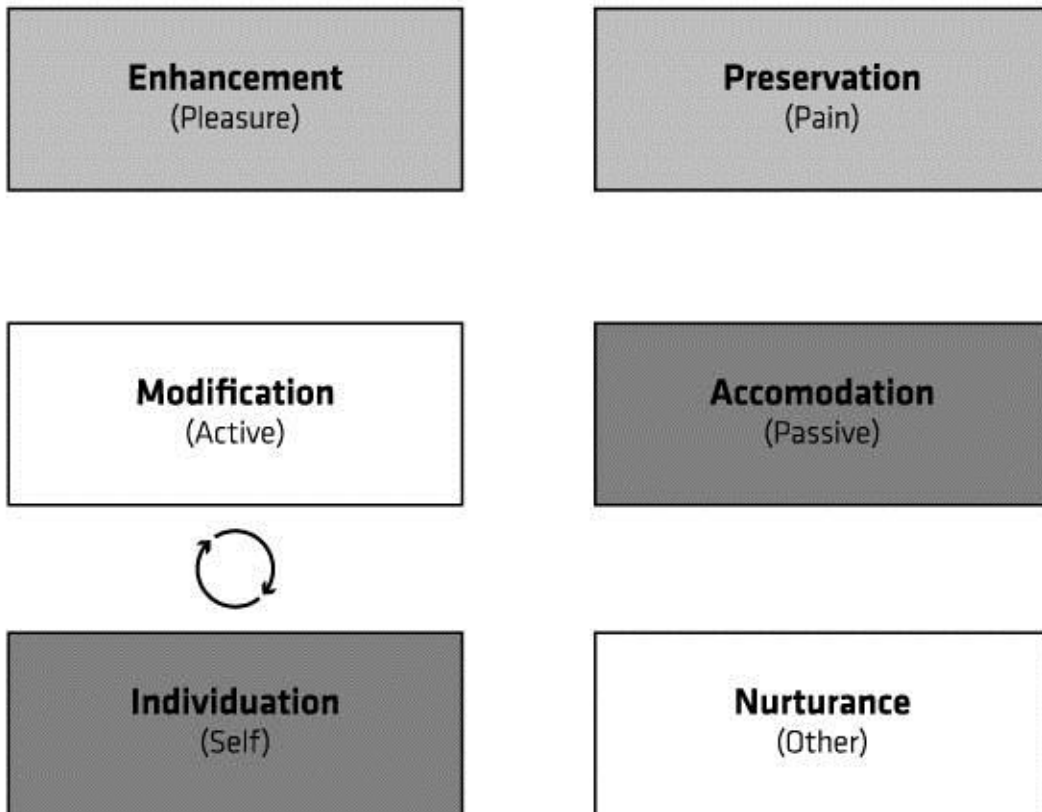 Enhancement
(Pleasure)
Preservation
(Pain)
Modification
(Active)
Accomodation
(Passive)
Individuation
(Self)
Nurturance
(Other)